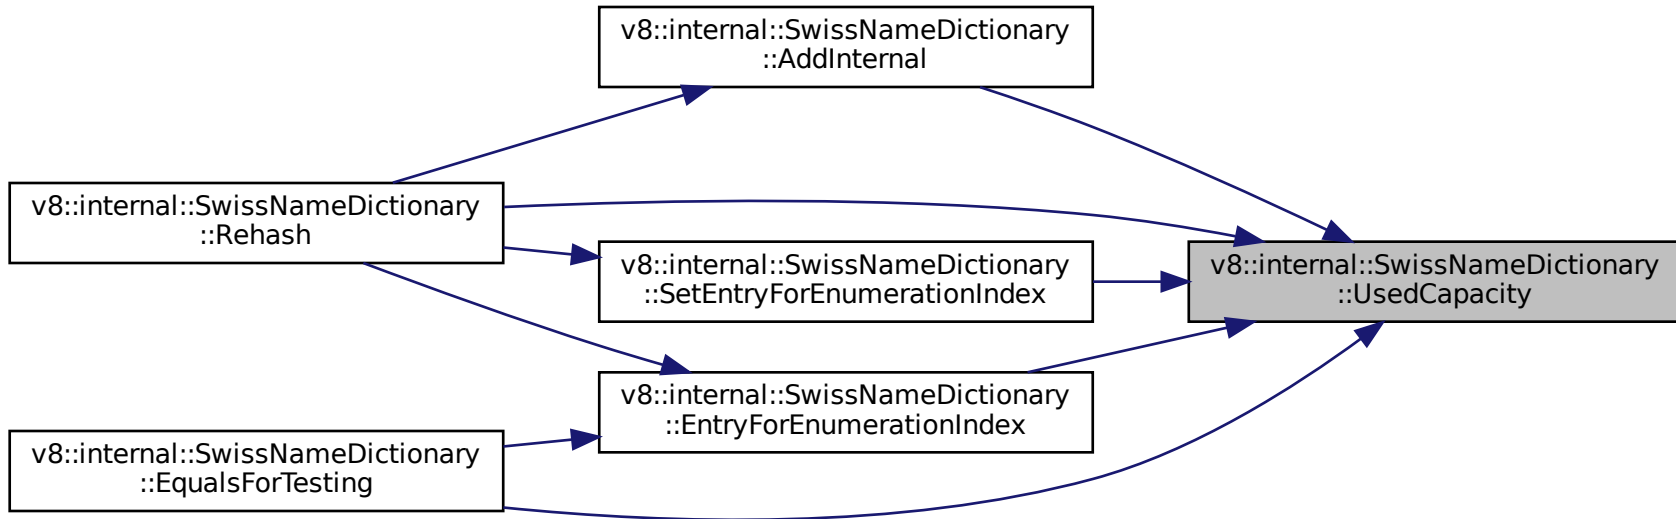 v8::internal::SwissNameDictionary
::AddInternal
v8::internal::SwissNameDictionary
::Rehash
v8::internal::SwissNameDictionary
::SetEntryForEnumerationIndex
v8::internal::SwissNameDictionary
::UsedCapacity
v8::internal::SwissNameDictionary
::EntryForEnumerationIndex
v8::internal::SwissNameDictionary
::EqualsForTesting